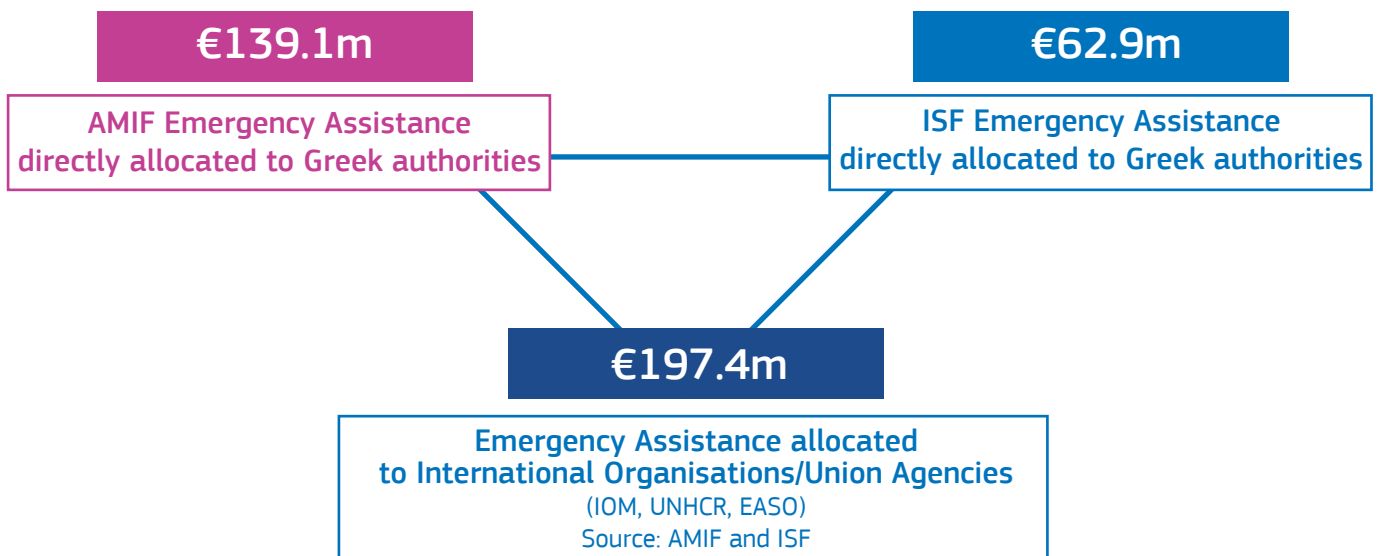 €139.1m
AMIF Emergency Assistance
directly allocated to Greek authorities
€62.9m
ISF Emergency Assistance
directly allocated to Greek authorities
€197.4m
Emergency Assistance allocated
to International Organisations/Union Agencies
(IOM, UNHCR, EASO)
Source: AMIF and ISF